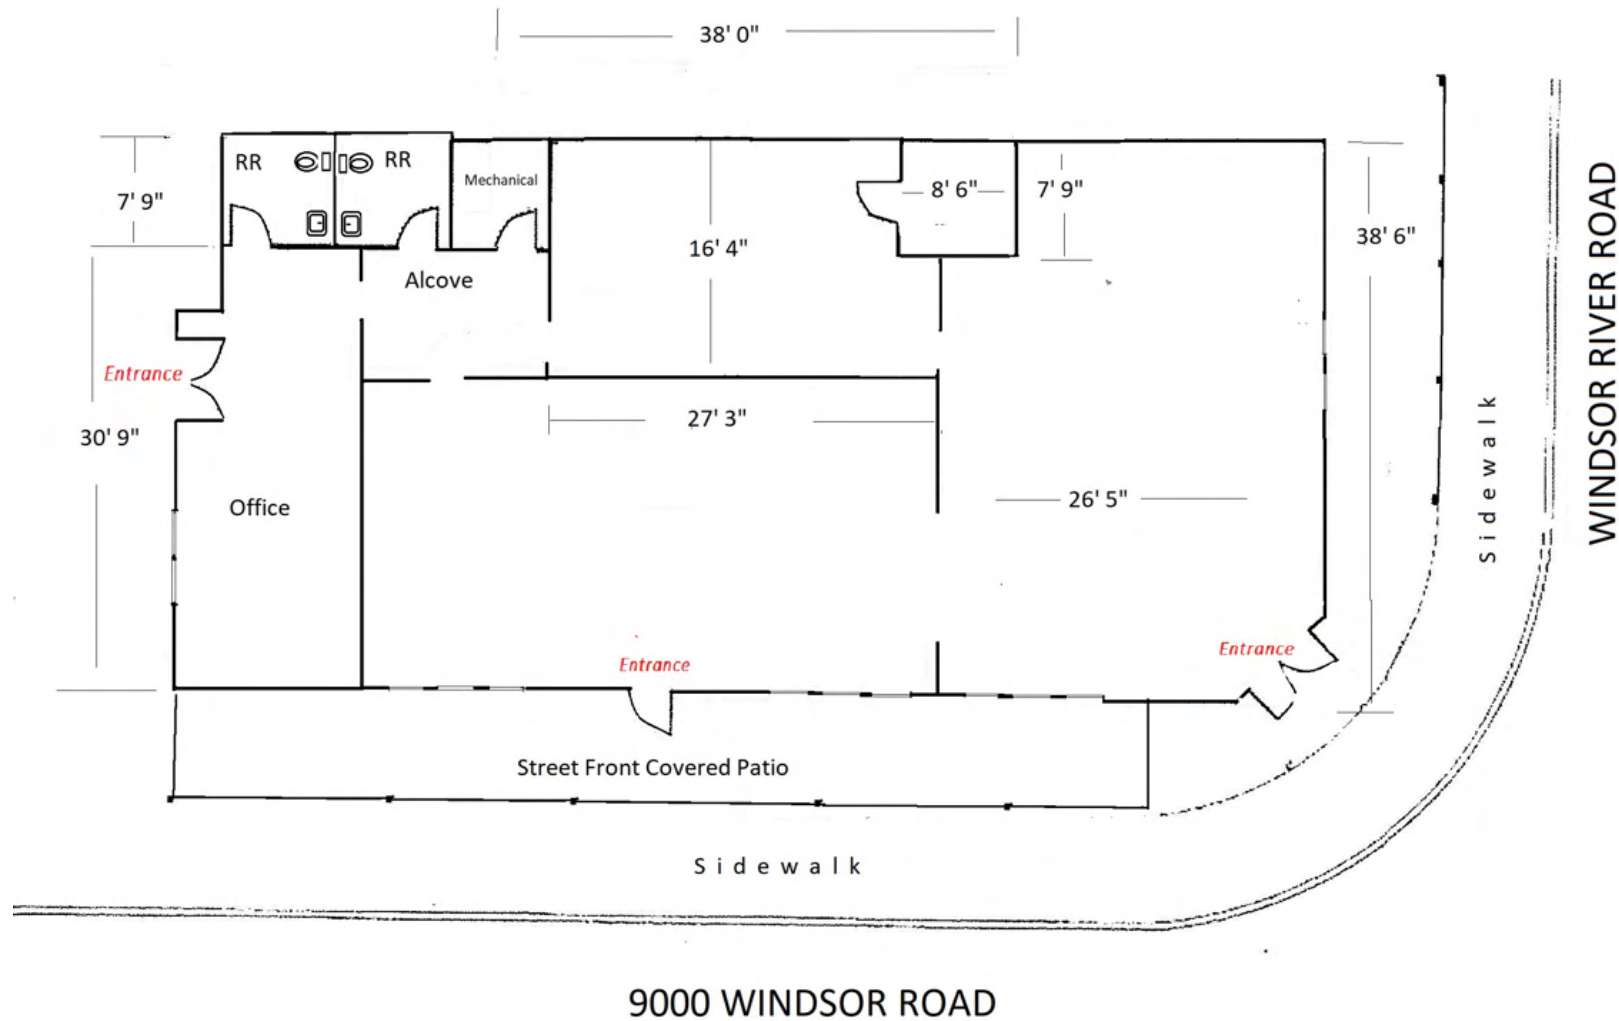 38' 0"
RR
RR
Mechanical
7' 9"
8' 6"
7' 9"
16' 4"
38' 6"
Alcove
Entrance
27' 3"
30' 9"
26' 5"
Office
Entrance
Entrance
Street Front Covered Patio
Sidewalk
Sidewalk
WINDSOR RIVER ROAD
9000 WINDSOR ROAD